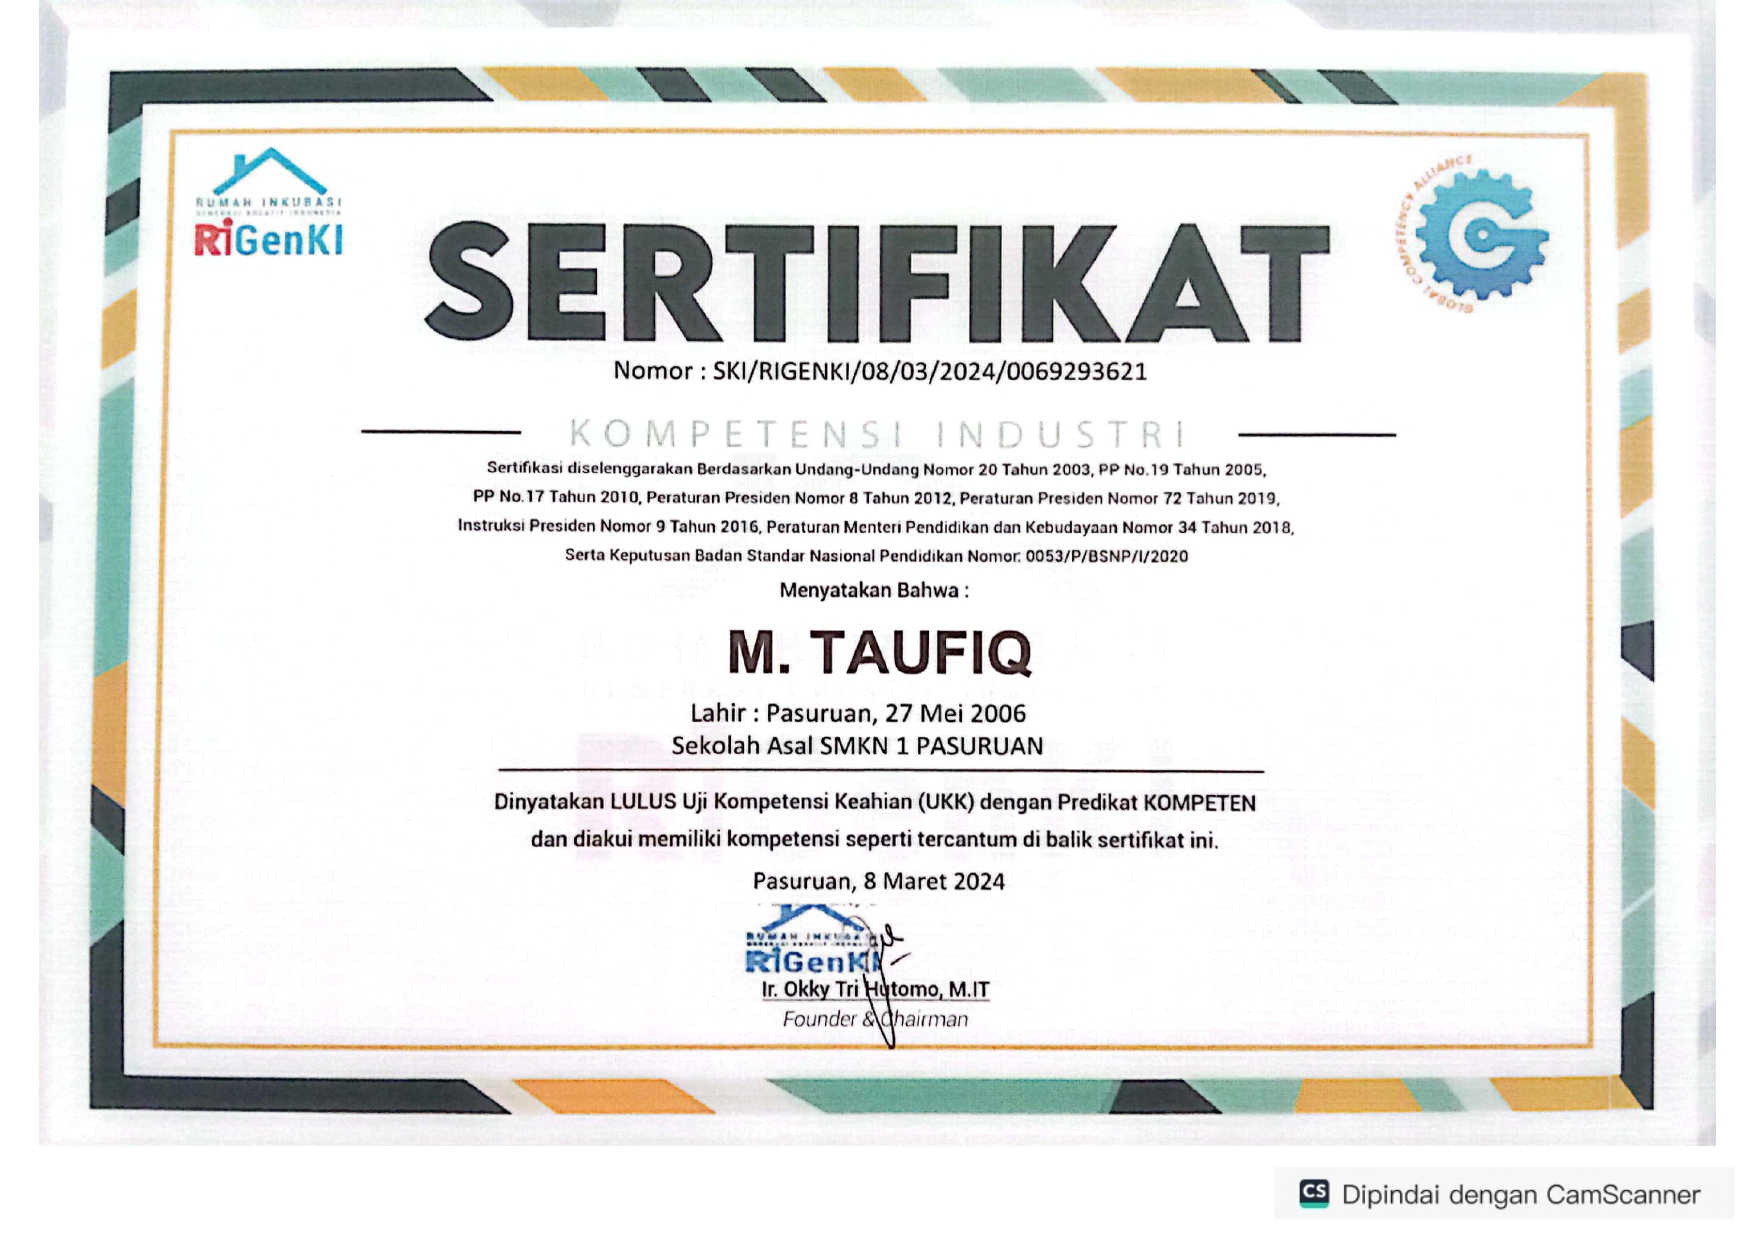 RUMAH INKUBASI
GENERASI KREATIF INDONESIA
RiGenKI
GLOBAL COMPETENCY ALLIANCE
SERTIFIKAT
Nomor : SKI/RIGENKI/08/03/2024/0069293621
KOMPETENSI INDUSTRI
Sertifikasi diselenggarakan Berdasarkan Undang-Undang Nomor 20 Tahun 2003, PP No.19 Tahun 2005,
PP No.17 Tahun 2010, Peraturan Presiden Nomor 8 Tahun 2012, Peraturan Presiden Nomor 72 Tahun 2019,
Instruksi Presiden Nomor 9 Tahun 2016, Peraturan Menteri Pendidikan dan Kebudayaan Nomor 34 Tahun 2018,
Serta Keputusan Badan Standar Nasional Pendidikan Nomor: 0053/P/BSNP/I/2020
Menyatakan Bahwa :
M. TAUFIQ
Lahir : Pasuruan, 27 Mei 2006
Sekolah Asal SMKN 1 PASURUAN
Dinyatakan LULUS Uji Kompetensi Keahian (UKK) dengan Predikat KOMPETEN
dan diakui memiliki kompetensi seperti tercantum di balik sertifikat ini.
Pasuruan, 8 Maret 2024
RUMAH INKUBASI
RiGenKI
Ir. Okky Tri Hutomo, M.IT
Founder & Chairman
CS Dipindai dengan CamScanner